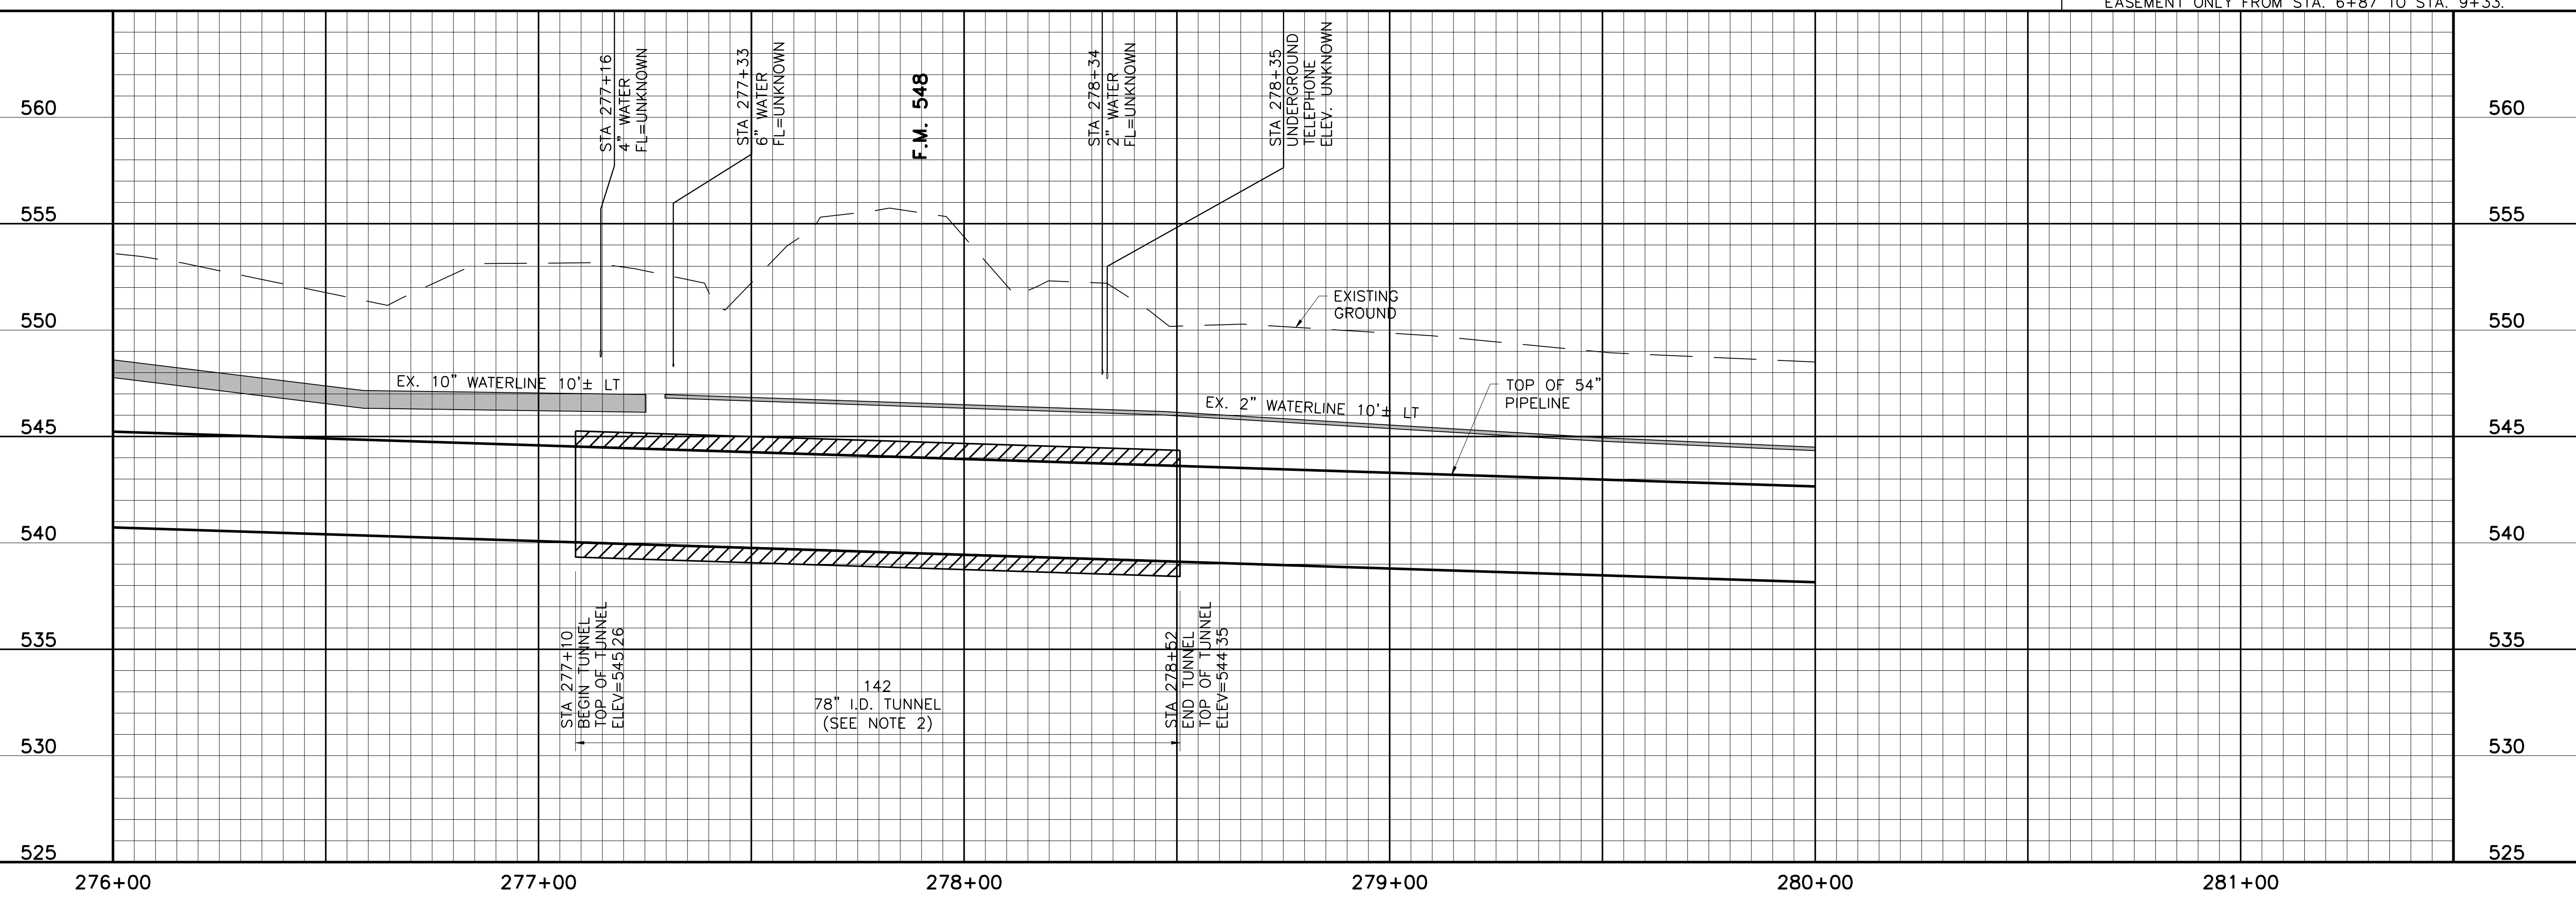 EASEMENT ONLY FROM STA. 6+87 TO STA. 9+33.
STA 277+16
4" WATER
FL=UNKNOWN
STA 277+33
6" WATER
FL=UNKNOWN
F.M. 548
STA 278+34
2" WATER
FL=UNKNOWN
STA 278+35
UNDERGROUND
TELEPHONE
ELEV. UNKNOWN
560
560
555
555
EXISTING
GROUND
550
550
EX. 10" WATERLINE 10'± LT
EX. 2" WATERLINE 10'± LT
TOP OF 54"
PIPELINE
545
545
540
540
STA 277+10
BEGIN TUNNEL
TOP OF TUNNEL
ELEV=545.26
142
78" I.D. TUNNEL
(SEE NOTE 2)
STA 278+52
END TUNNEL
TOP OF TUNNEL
ELEV=544.35
535
535
530
530
525
525
276+00
277+00
278+00
279+00
280+00
281+00